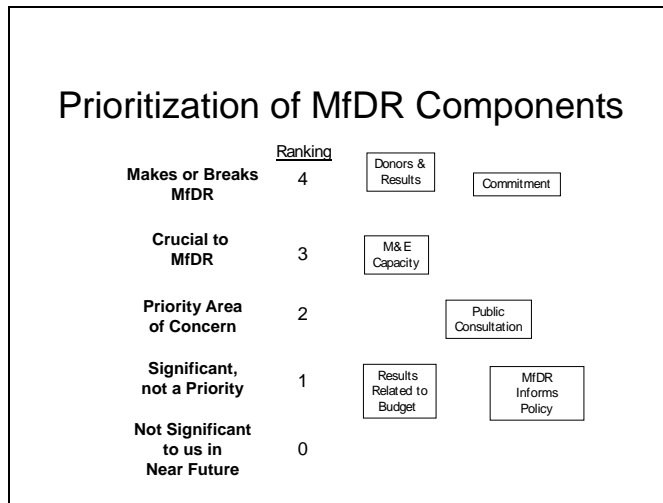 Prioritization of MfDR Components
Ranking
Makes or Breaks
MfDR
4
Donors &
Results
Commitment
Crucial to
MfDR
3
M&E
Capacity
Priority Area
of Concern
2
Public
Consultation
Significant,
not a Priority
1
Results
Related to
Budget
MfDR
Informs
Policy
Not Significant
to us in
Near Future
0